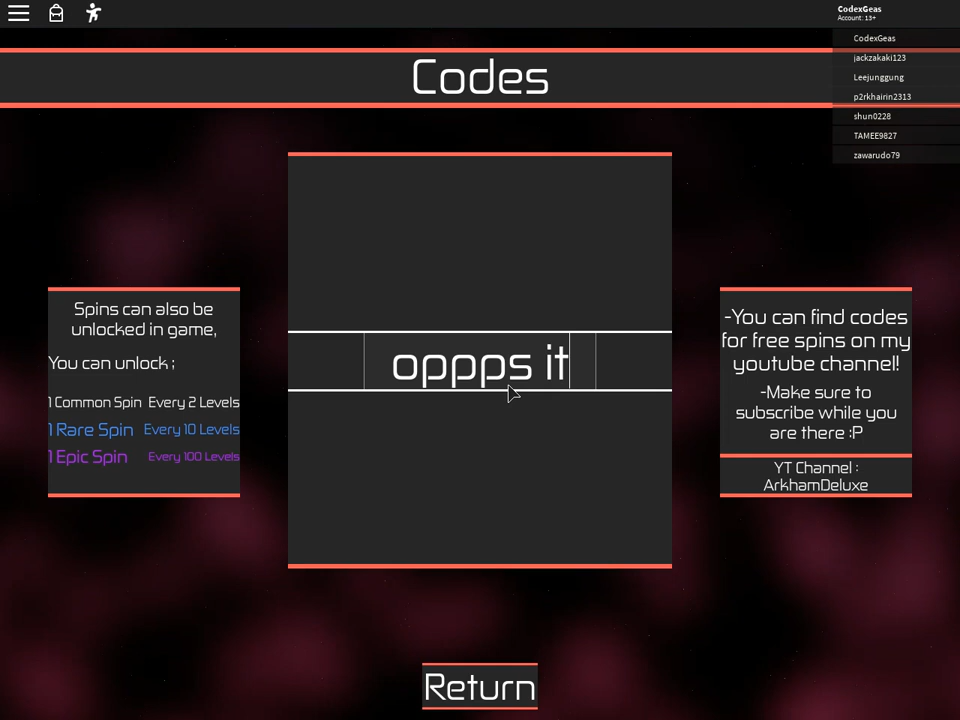 CodexGeas
Account: 13+
CodexGeas
jackzakaki123
Leejunggung
p2rkhairin2313
shun0228
TAMEE9827
zawarudo79
Codes
Spins can also be
unlocked in game,
You can unlock ;
1 Common Spin Every 2 Levels
1 Rare Spin Every 10 Levels
1 Epic Spin Every 100 Levels
oppps it
-You can find codes
for free spins on my
youtube channel!
-Make sure to
subscribe while you
are there :P
YT Channel :
ArkhamDeluxe
Return